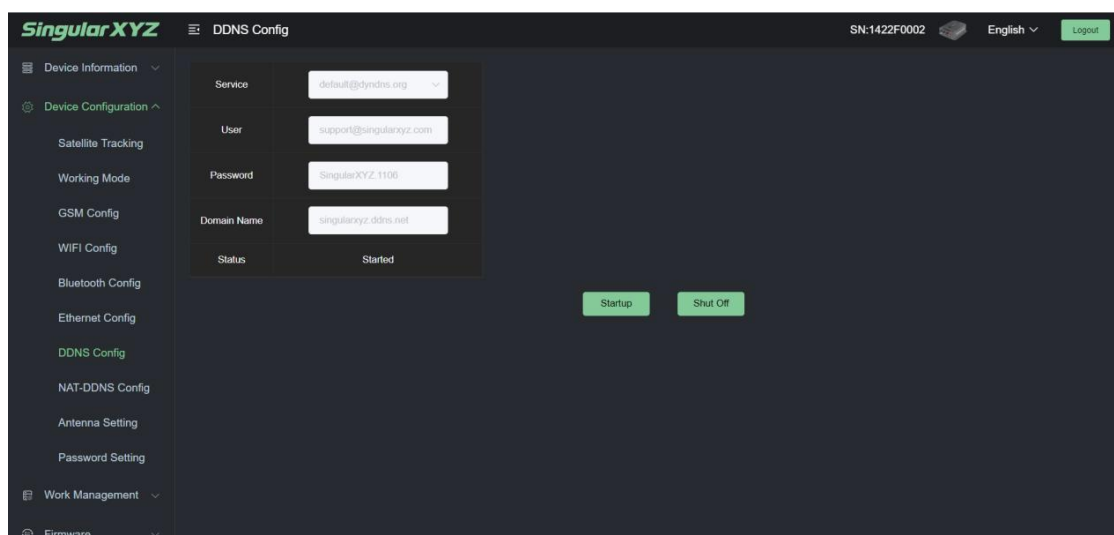 SingularXYZ DDNS Config SN:1422F0002 English Logout
Device Information
Device Configuration
Satellite Tracking
Working Mode
GSM Config
WIFI Config
Bluetooth Config
Ethernet Config
DDNS Config
NAT-DDNS Config
Antenna Setting
Password Setting
Work Management
Firmware
Service default@dyndns.org
User support@singularxyz.com
Password SingularXYZ.1106
Domain Name singularxyz.ddns.net
Status Started
Startup Shut Off